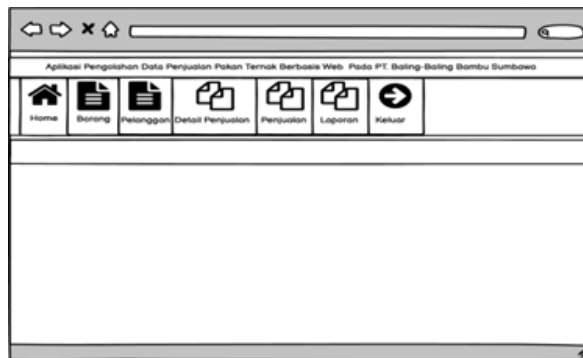 Aplikasi Pengolahan Data Penjualan Pakan Ternak Berbasis Web Pada PT. Baling-Baling Bambu Sumbawa
Home Barang Pelanggan Detail Penjualan Penjualan Laporan Keluar